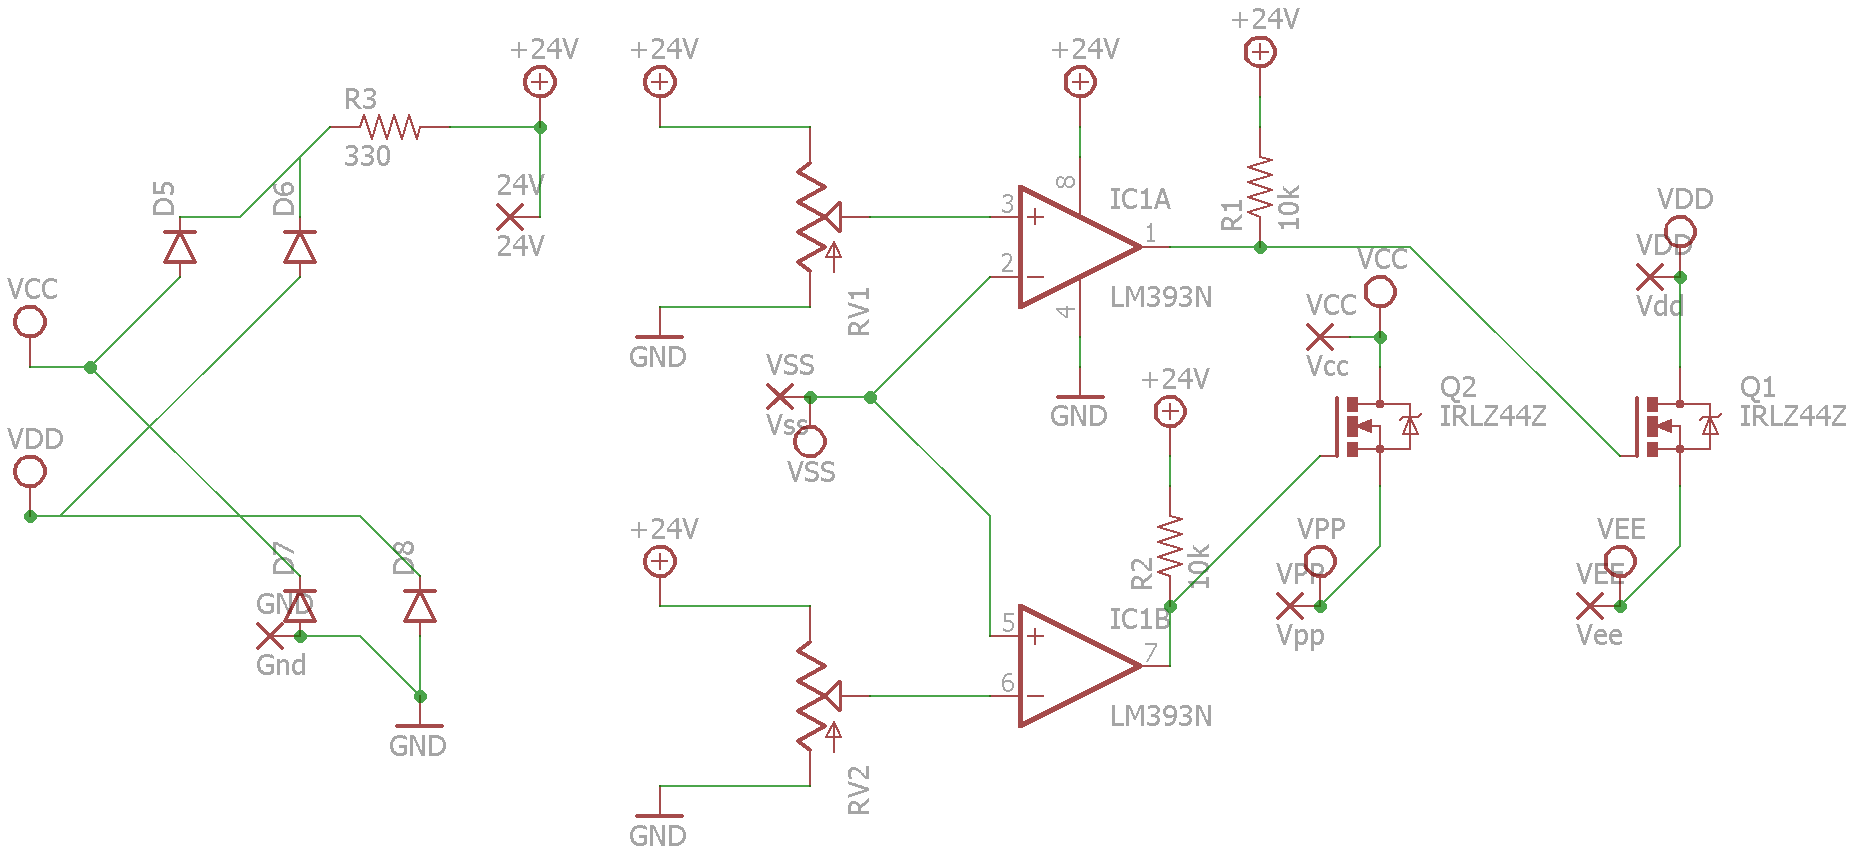 +24V
R3
330
24V
24V
D5
D6
VCC
VDD
D7
D8
GND
Gnd
GND
+24V
RV1
GND
VSS
Vss
VSS
+24V
RV2
GND
+24V
8
3
+
2
−
1
4
IC1A
LM393N
GND
+24V
R1
10k
+24V
R2
10k
5
+
6
−
7
IC1B
LM393N
VCC
VCC
Vcc
Q2
IRLZ44Z
VPP
VPP
Vpp
VDD
VDD
Vdd
Q1
IRLZ44Z
VEE
VEE
Vee